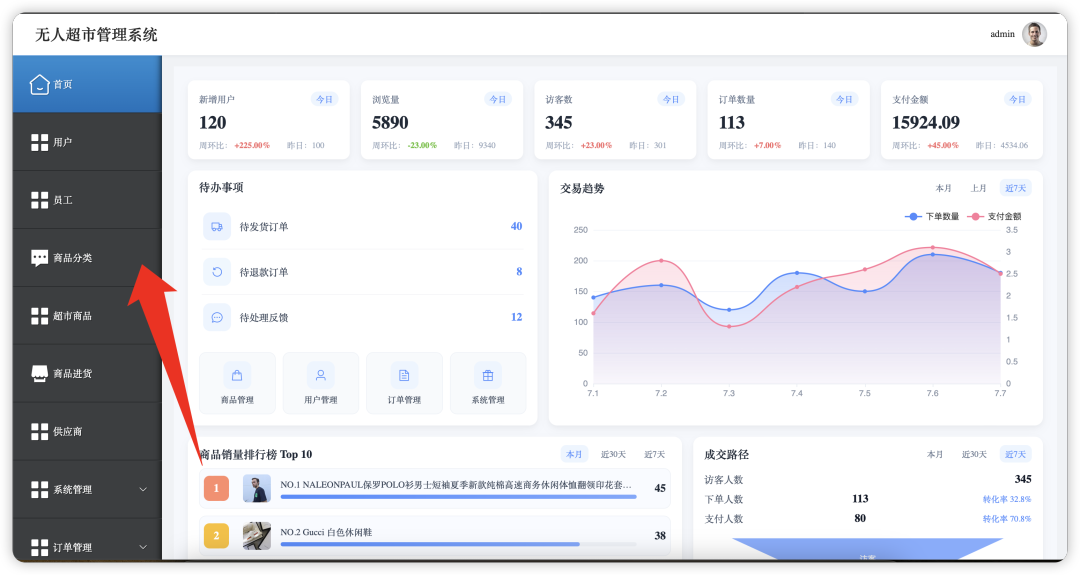 无人超市管理系统
admin
首页
用户
员工
商品分类
超市商品
商品进货
供应商
系统管理
订单管理
新增用户 今日
120
周环比： +225.00% 昨日：100
浏览量 今日
5890
周环比： -23.00% 昨日：9340
访客数 今日
345
周环比： +23.00% 昨日：301
订单数量 今日
113
周环比： +7.00% 昨日：140
支付金额 今日
15924.09
周环比： +45.00% 昨日：4534.06
待办事项
待发货订单 40
待退款订单 8
待处理反馈 12
商品管理
用户管理
订单管理
系统管理
交易趋势 本月 上月 近7天
下单数量 支付金额
250 3.5
3
200
2.5
150 2
1.5
100
1
50
0.5
0 0
7.1 7.2 7.3 7.4 7.5 7.6 7.7
商品销量排行榜 Top 10 本月 近30天 近7天
1 NO.1 NALEONPAUL保罗POLO衫男士短袖夏季新款纯棉高速商务休闲体恤翻领印花套… 45
2 NO.2 Gucci 白色休闲鞋 38
成交路径 本月 近30天 近7天
访客人数 345
下单人数 113 转化率 32.8%
支付人数 80 转化率 70.8%
访客